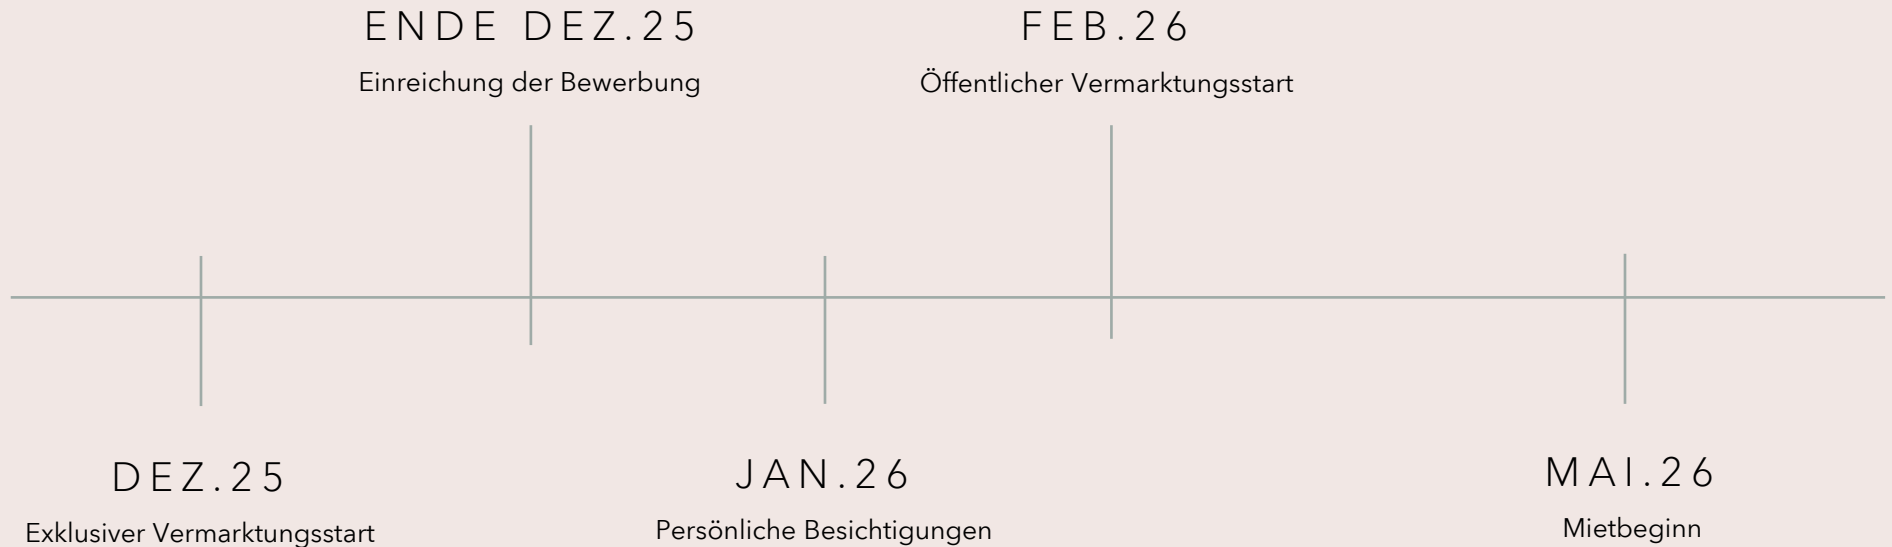 ENDE DEZ.25
Einreichung der Bewerbung
FEB.26
Öffentlicher Vermarktungsstart
DEZ.25
Exklusiver Vermarktungsstart
JAN.26
Persönliche Besichtigungen
MAI.26
Mietbeginn